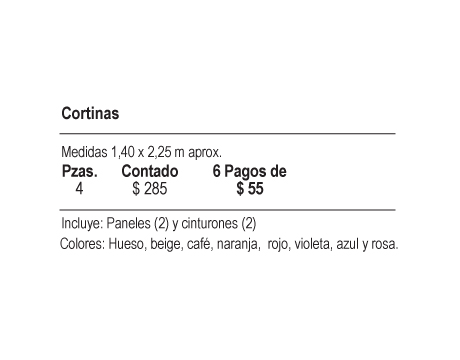 Cortinas
Medidas 1,40 x 2,25 m aprox.
Pzas. Contado 6 Pagos de
4 $ 285 $ 55
Incluye: Paneles (2) y cinturones (2)
Colores: Hueso, beige, café, naranja, rojo, violeta, azul y rosa.